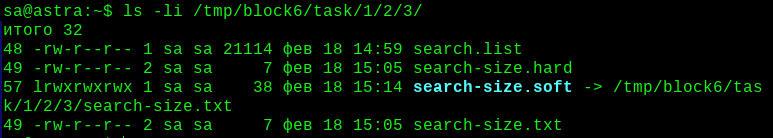 sa@astra:~$ ls -li /tmp/block6/task/1/2/3/
итого 32
48 -rw-r--r-- 1 sa sa 21114 фев 18 14:59 search.list
49 -rw-r--r-- 2 sa sa     7 фев 18 15:05 search-size.hard
57 lrwxrwxrwx 1 sa sa    38 фев 18 15:14 search-size.soft -> /tmp/block6/tas
k/1/2/3/search-size.txt
49 -rw-r--r-- 2 sa sa     7 фев 18 15:05 search-size.txt